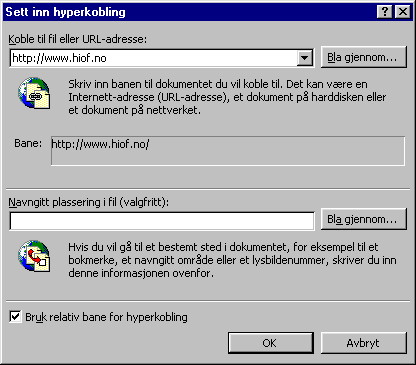 Sett inn hyperkobling
Koble til fil eller URL-adresse:
http://www.hiof.no
Bla gjennom...
Skriv inn banen til dokumentet du vil koble til. Det kan være en
Internett-adresse (URL-adresse), et dokument på harddisken eller
et dokument på nettverket.
Bane:
http://www.hiof.no/
Navngitt plassering i fil (valgfritt):
Bla gjennom...
Hvis du vil gå til et bestemt sted i dokumentet, for eksempel til et
bokmerke, et navngitt område eller et lysbildenummer, skriver du inn
denne informasjonen ovenfor.
Bruk relativ bane for hyperkobling
OK
Avbryt